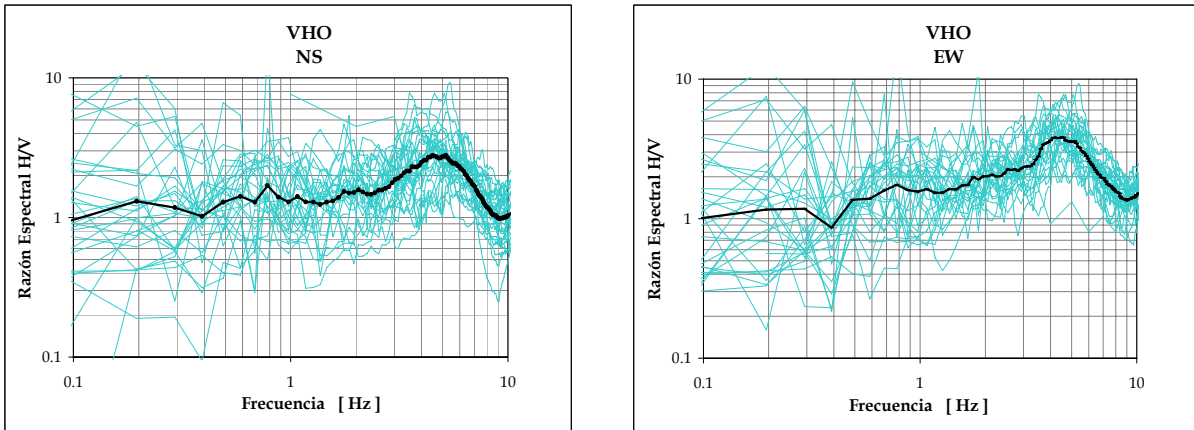 VHO
NS
10
1
0.1
0.1
1
10
Razón Espectral H/V
Frecuencia [ Hz ]
VHO
EW
10
1
0.1
0.1
1
10
Razón Espectral H/V
Frecuencia [ Hz ]